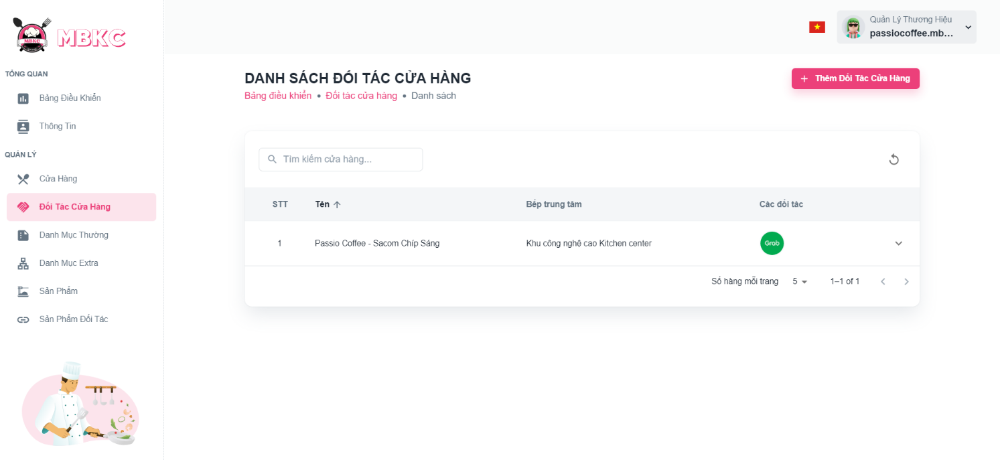 MBKC
MBKC
Quản Lý Thương Hiệu
passiocoffee.mb...
TỔNG QUAN
Bảng Điều Khiển
Thông Tin
QUẢN LÝ
Cửa Hàng
Đối Tác Cửa Hàng
Danh Mục Thường
Danh Mục Extra
Sản Phẩm
Sản Phẩm Đối Tác
DANH SÁCH ĐỐI TÁC CỬA HÀNG
Bảng điều khiển • Đối tác cửa hàng • Danh sách
Thêm Đối Tác Cửa Hàng
Tìm kiếm cửa hàng...
STT Tên Bếp trung tâm Các đối tác
1 Passio Coffee - Sacom Chíp Sáng Khu công nghệ cao Kitchen center Grab
Số hàng mỗi trang 5 1–1 of 1